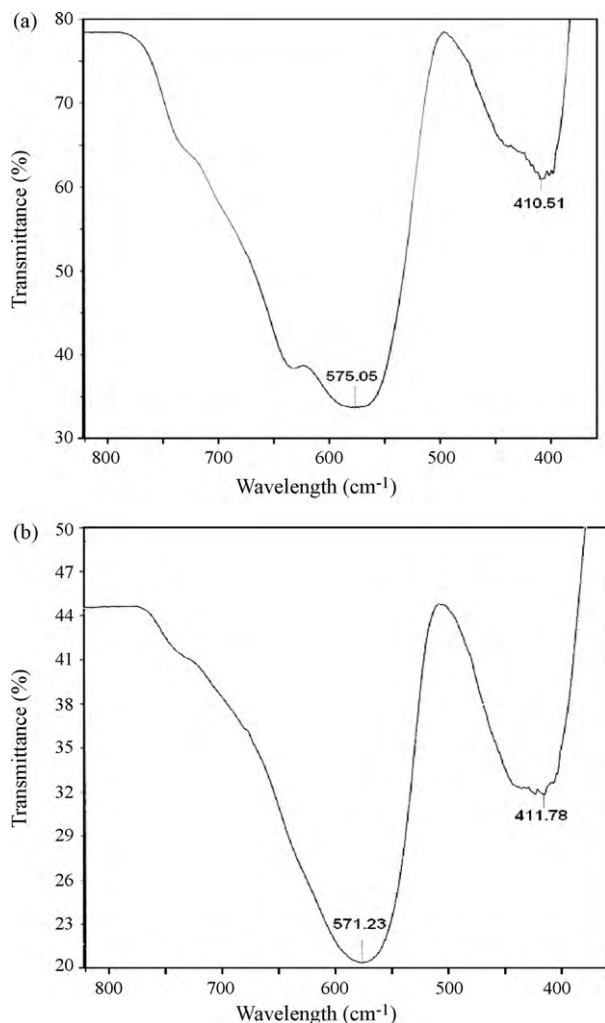 (a)
80
70
60
50
40
30
Transmittance (%)
410.51
575.05
800 700 600 500 400
Wavelength (cm⁻¹)
(b)
50
47
44
41
38
35
32
29
26
23
20
Transmittance (%)
411.78
571.23
800 700 600 500 400
Wavelength (cm⁻¹)